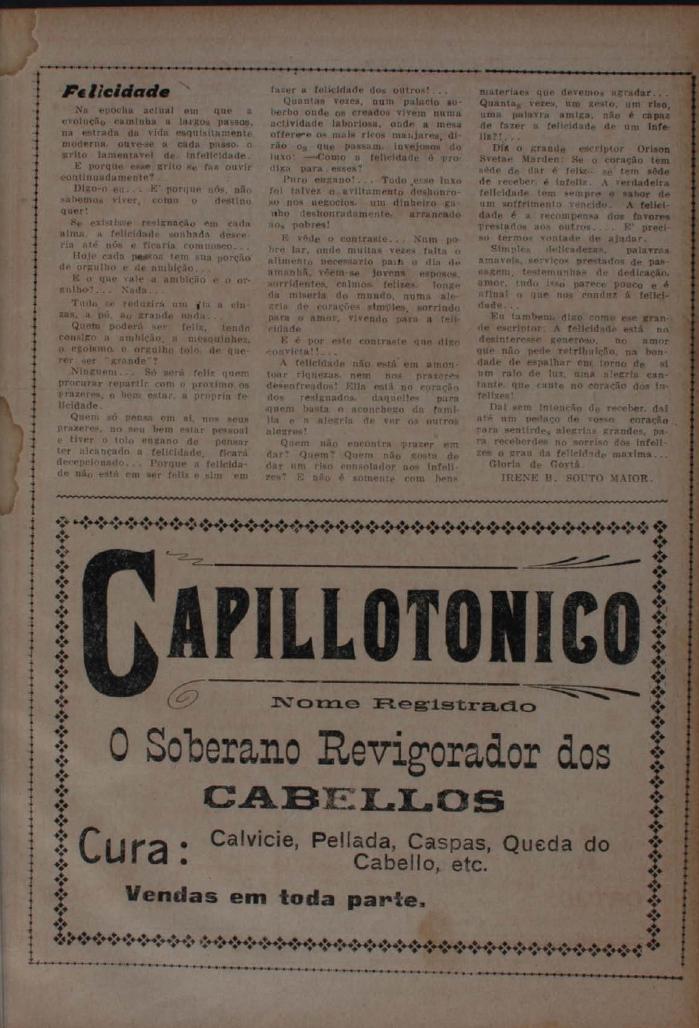 Felicidade
Na epocha actual em que a
evolução caminha a largos passos,
na estrada da vida esquisitamente
moderna, ouve-se a cada passo, o
grito lamentavel da infelicidade.
E porque esse grito se faz ouvir
continuadamente?
Digo-o eu... E' porque nós, não
sabemos viver, como o destino
quer!
Se existisse resignação em cada
alma, a felicidade sonhada desce-
ria até nós e ficaria comnosco...
Hoje cada pessoa tem sua porção
de orgulho e de ambição...
E o que vale a ambição e o or-
gulho?... Nada...
Tudo se reduzirá um dia a cin-
zas, a pó, ao grande nada...
Quem poderá ser feliz, tendo
comsigo a ambição, a mesquinhez,
o egoismo, o orgulho tolo, de que-
rer ser "grande"?
Ninguem... Só será feliz quem
procurar repartir com o proximo os
prazeres, o bem estar, a propria fe-
licidade.
Quem só pensa em si, nos seus
prazeres, no seu bem estar pessoal
e tiver o tolo engano de pensar
ter alcançado a felicidade, ficará
decepcionado... Porque a felicida-
de não está em ser feliz e sim em
fazer a felicidade dos outros!...
Quantas vezes, num palacio so-
berbo onde os creados vivem numa
actividade laboriosa, onde a mesa
offerece os mais ricos manjares, di-
rão os que passam, invejosos do
luxo: —Como a felicidade é pro-
diga para esses?
Puro engano!... Todo esse luxo
foi talvez o aviltamento deshonro-
so nos negocios, um dinheiro ga-
nho deshonradamente, arrancado
aos pobres!
E vêde o contraste... Num po-
bre lar, onde muitas vezes falta o
alimento necessario para o dia de
amanhã, vêem-se jovens esposos,
sorridentes, calmos, felizes, longe
da miseria do mundo, numa ale-
gria de corações simples, sorrindo
para o amor, vivendo para a feli-
cidade
E é por este contraste que digo
convicta!!...
A felicidade não está em amon-
toar riquezas, nem nos prazeres
desenfreados! Ella está no coração
dos resignados, daquelles para
quem basta o aconchego da fami-
lia e a alegria de ver os outros
alegres!
Quem não encontra prazer em
dar? Quem? Quem não gosta de
dar um riso consolador aos infeli-
zes? E não é somente com bens
materiaes que devemos agradar...
Quantas vezes, um gesto, um riso,
uma palavra amiga, não é capaz
de fazer a felicidade de um infe-
liz?!...
Diz o grande escriptor Orison
Svetae Marden: Se o coração tem
sêde de dar é feliz— se tem sêde
de receber, é infeliz. A verdadeira
felicidade tem sempre o sabor de
um soffrimento vencido. A felici-
dade é a recompensa dos favores
prestados aos outros.... E' preci-
so termos vontade de ajudar.
Simples delicadezas, palavras
amaveis, serviços prestados de pas-
sagem, testemunhas de dedicação,
amor, tudo isso parece pouco e é
afinal o que nos conduz á felici-
dade...
Eu tambem, digo como esse gran-
de escriptor: A felicidade está no
desinteresse generoso, no amor
que não pede retribuição, na bon-
dade de espalhar em torno de si
um raio de luz, uma alegria can-
tante, que cante no coração dos in-
felizes!
Dai sem intenção de receber, dai
até um pedaço de vosso coração
para sentirdes, alegrias grandes, pa-
ra receberdes no sorriso dos infeli-
zes o grau da felicidade maxima...
Gloria de Goytá.
IRENE B. SOUTO MAIOR.
CAPILLOTONICO
Nome Registrado
O Soberano Revigorador dos
CABELLOS
Cura: Calvicie, Pellada, Caspas, Queda do
Cabello, etc.
Vendas em toda parte.